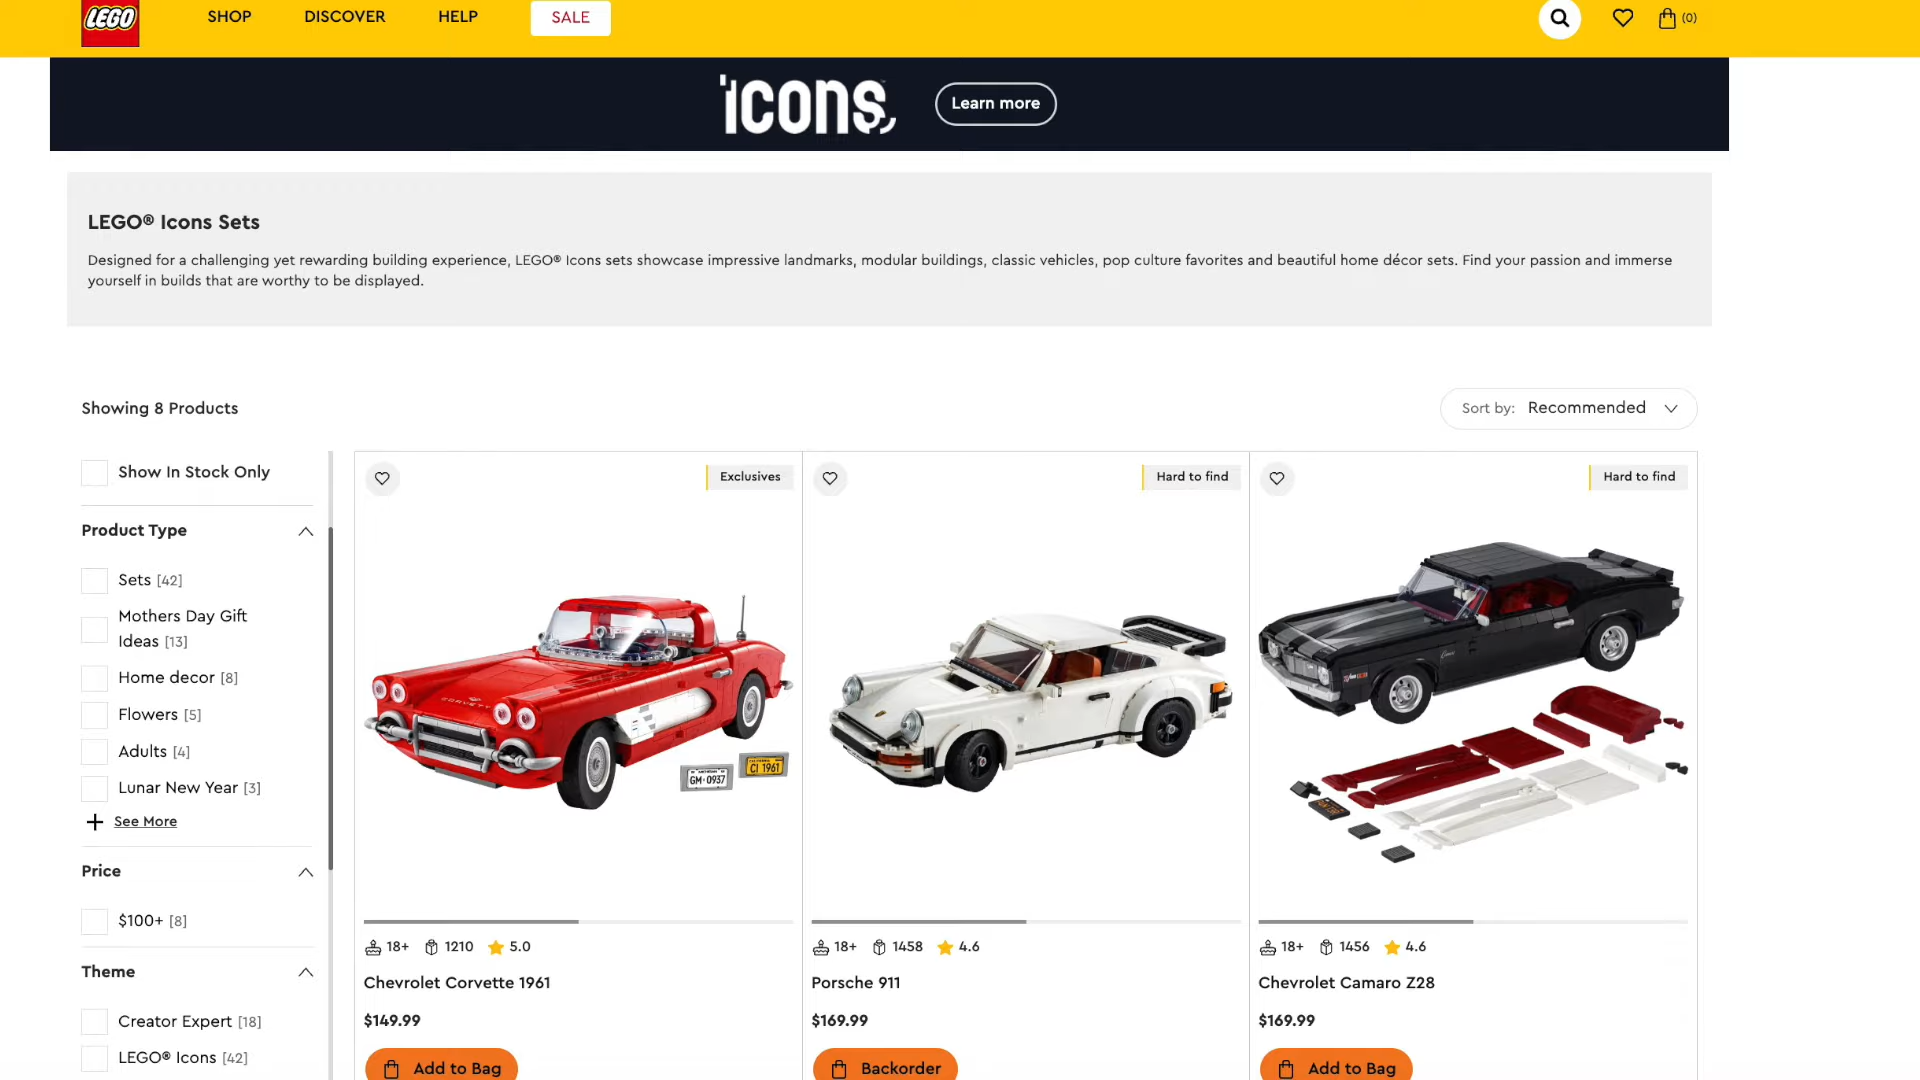 LEGO
SHOP
DISCOVER
HELP
SALE
(0)
icons
Learn more
LEGO® Icons Sets
Designed for a challenging yet rewarding building experience, LEGO® Icons sets showcase impressive landmarks, modular buildings, classic vehicles, pop culture favorites and beautiful home décor sets. Find your passion and immerse
yourself in builds that are worthy to be displayed.
Showing 8 Products
Sort by: Recommended
Show In Stock Only
Product Type
Sets [42]
Mothers Day Gift
Ideas [13]
Home decor [8]
Flowers [5]
Adults [4]
Lunar New Year [3]
See More
Price
$100+ [8]
Theme
Creator Expert [18]
LEGO® Icons [42]
Exclusives
CORVETTE
GM·0937
CI 1961
18+ 1210 5.0
Chevrolet Corvette 1961
$149.99
Add to Bag
Hard to find
18+ 1458 4.6
Porsche 911
$169.99
Backorder
Hard to find
18+ 1456 4.6
Chevrolet Camaro Z28
$169.99
Add to Bag